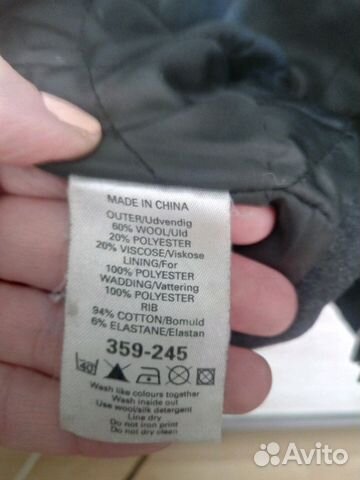 MADE IN CHINA
OUTER/Udvendig
60% WOOL/Uld
20% POLYESTER
20% VISCOSE/Viskose
LINING/For
100% POLYESTER
WADDING/Vattering
100% POLYESTER
RIB
94% COTTON/Bomuld
6% ELASTANE/Elastan
359-245
40
Wash like colours together
Wash inside out
Use wool/silk detergent
Line dry
Do not iron print
Do not dry clean
Avito